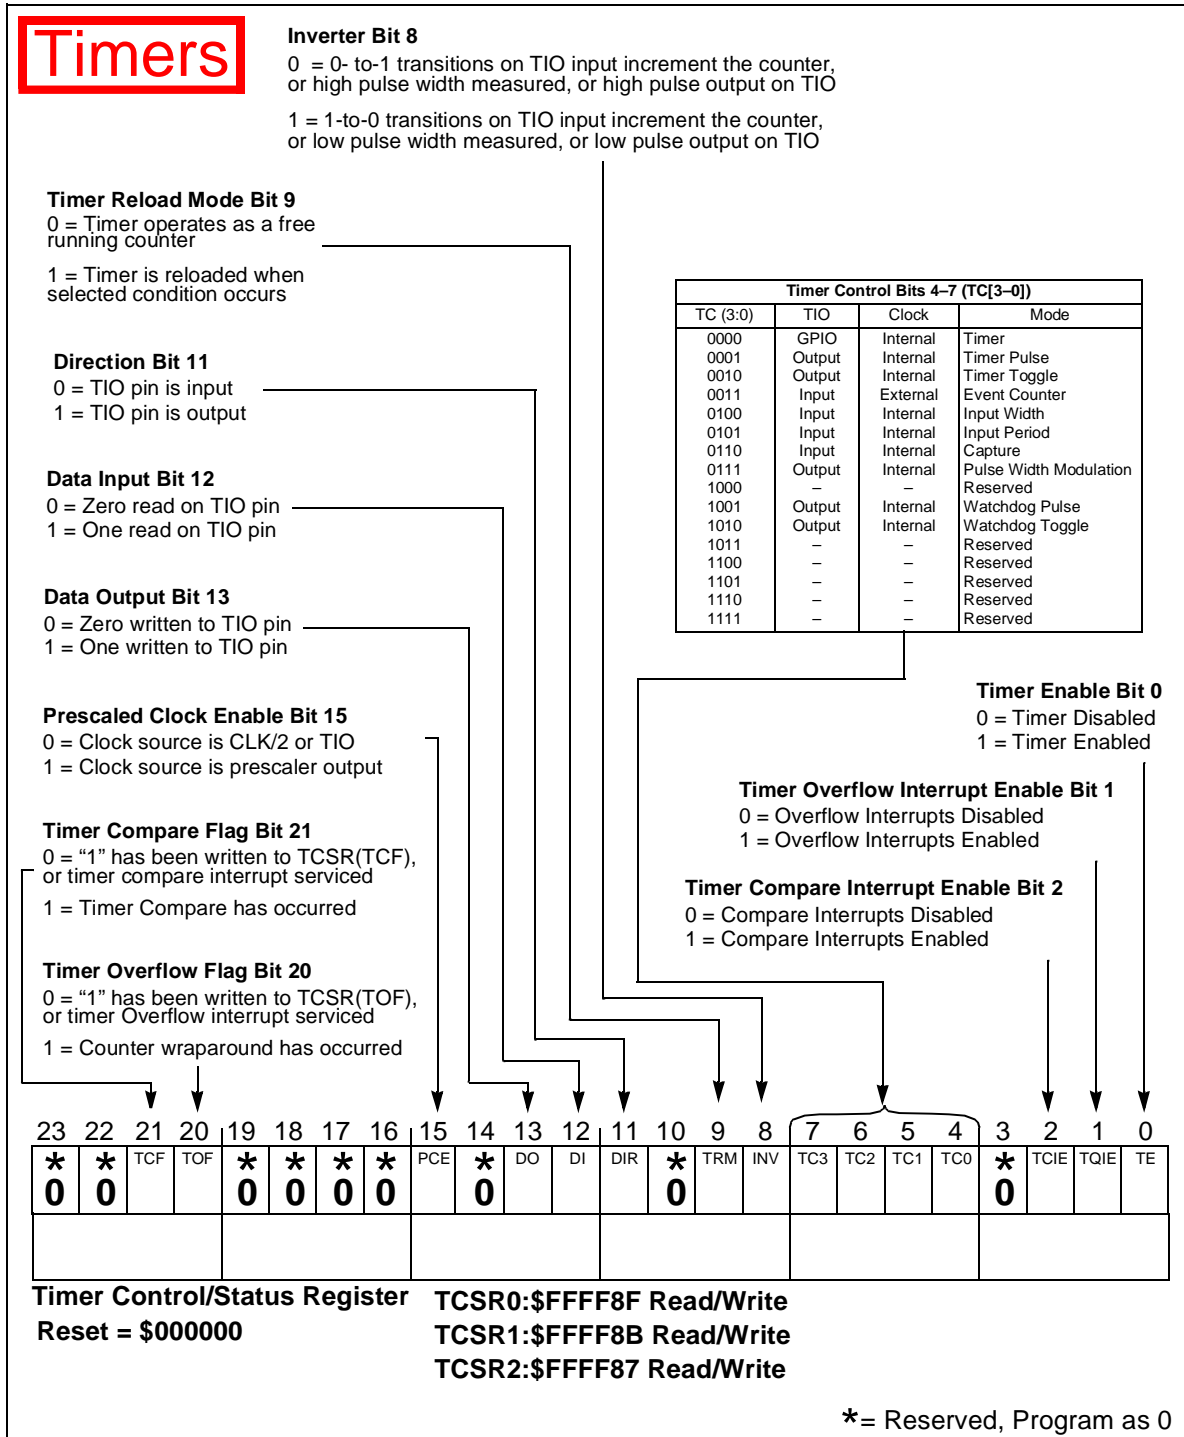 Timers
Inverter Bit 8
0 = 0- to-1 transitions on TIO input increment the counter,
or high pulse width measured, or high pulse output on TIO
1 = 1-to-0 transitions on TIO input increment the counter,
or low pulse width measured, or low pulse output on TIO
Timer Reload Mode Bit 9
0 = Timer operates as a free
running counter
1 = Timer is reloaded when
selected condition occurs
Timer Control Bits 4–7 (TC[3–0])
TC (3:0) TIO Clock Mode
0000 GPIO Internal Timer
0001 Output Internal Timer Pulse
0010 Output Internal Timer Toggle
0011 Input External Event Counter
0100 Input Internal Input Width
0101 Input Internal Input Period
0110 Input Internal Capture
0111 Output Internal Pulse Width Modulation
1000 – – Reserved
1001 Output Internal Watchdog Pulse
1010 Output Internal Watchdog Toggle
1011 – – Reserved
1100 – – Reserved
1101 – – Reserved
1110 – – Reserved
1111 – – Reserved
Direction Bit 11
0 = TIO pin is input
1 = TIO pin is output
Data Input Bit 12
0 = Zero read on TIO pin
1 = One read on TIO pin
Data Output Bit 13
0 = Zero written to TIO pin
1 = One written to TIO pin
Prescaled Clock Enable Bit 15
0 = Clock source is CLK/2 or TIO
1 = Clock source is prescaler output
Timer Enable Bit 0
0 = Timer Disabled
1 = Timer Enabled
Timer Overflow Interrupt Enable Bit 1
0 = Overflow Interrupts Disabled
1 = Overflow Interrupts Enabled
Timer Compare Flag Bit 21
0 = “1” has been written to TCSR(TCF),
or timer compare interrupt serviced
1 = Timer Compare has occurred
Timer Compare Interrupt Enable Bit 2
0 = Compare Interrupts Disabled
1 = Compare Interrupts Enabled
Timer Overflow Flag Bit 20
0 = “1” has been written to TCSR(TOF),
or timer Overflow interrupt serviced
1 = Counter wraparound has occurred
23 22 21 20 19 18 17 16 15 14 13 12 11 10 9 8 7 6 5 4 3 2 1 0
* * TCF TOF * * * * PCE * DO DI DIR * TRM INV TC3 TC2 TC1 TC0 * TCIE TQIE TE
0 0 0 0 0 0 0 0 0
Timer Control/Status Register
Reset = $000000
TCSR0:$FFFF8F Read/Write
TCSR1:$FFFF8B Read/Write
TCSR2:$FFFF87 Read/Write
*= Reserved, Program as 0